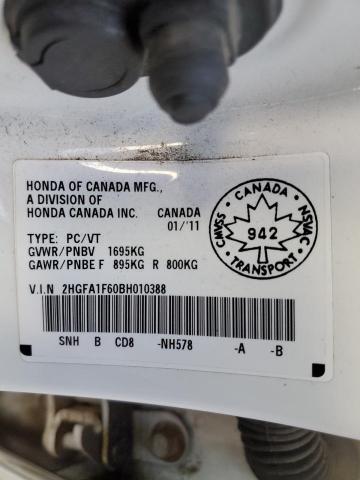 HONDA OF CANADA MFG.,
A DIVISION OF
HONDA CANADA INC. CANADA
01/'11
TYPE: PC/VT
GVWR/PNBV 1695KG
GAWR/PNBE F 895KG R 800KG
V.I.N 2HGFA1F60BH010388
SNH B CD8 -NH578 -A -B
CANADA
CMVSS 942 NSVAC
TRANSPORT